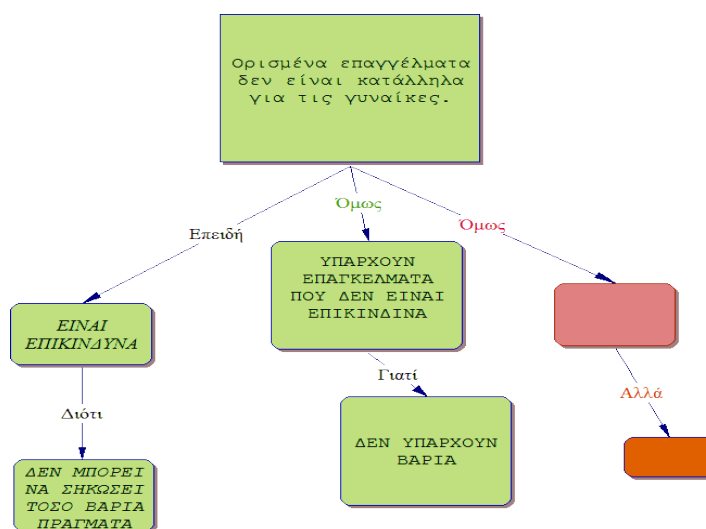 Ορισμένα επαγγέλματα
δεν είναι κατάλληλα
για τις γυναίκες.
Επειδή
Όμως
Όμως
ΕΙΝΑΙ
ΕΠΙΚΙΝΔΥΝΑ
ΥΠΑΡΧΟΥΝ
ΕΠΑΓΚΕΛΜΑΤΑ
ΠΟΥ ΔΕΝ ΕΙΝΑΙ
ΕΠΙΚΙΝΔΙΝΑ
Διότι
Γιατί
Αλλά
ΔΕΝ ΜΠΟΡΕΙ
ΝΑ ΣΗΚΩΣΕΙ
ΤΟΣΟ ΒΑΡΙΑ
ΠΡΑΓΜΑΤΑ
ΔΕΝ ΥΠΑΡΧΟΥΝ
ΒΑΡΙΑ